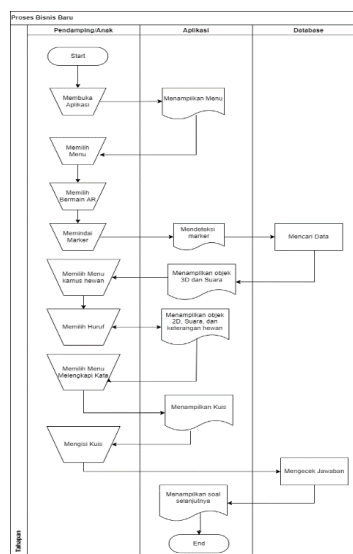 Proses Bisnis Baru
Pendamping/Anak
Aplikasi
Database
Start
Membuka
Aplikasi
Menampilkan Menu
Memilih
Menu
Memilih
Bermain AR
Memindai
Marker
Mendeteksi
marker
Mencari Data
Memilih Menu
kamus hewan
Menampilkan objek
3D dan Suara
Memilih Huruf
Menampilkan objek
2D, Suara, dan
keterangan hewan
Memilih Menu
Melengkapi Kata
Menampilkan Kuis
Mengisi Kuis
Mengecek Jawaban
Menampilkan soal
selanjutnya
End
Tahapan